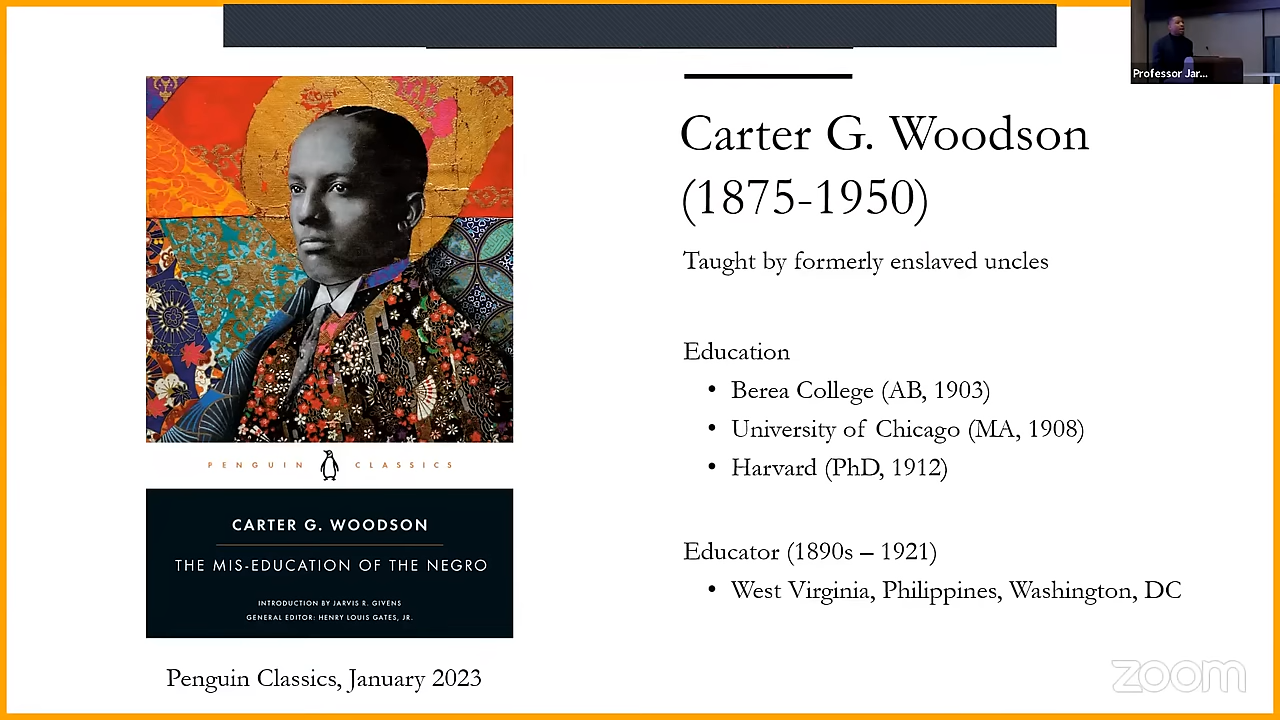 Professor Jar...
Carter G. Woodson
(1875-1950)
Taught by formerly enslaved uncles
Education
• Berea College (AB, 1903)
• University of Chicago (MA, 1908)
• Harvard (PhD, 1912)
Educator (1890s – 1921)
• West Virginia, Philippines, Washington, DC
PENGUIN CLASSICS
CARTER G. WOODSON
THE MIS-EDUCATION OF THE NEGRO
INTRODUCTION BY JARVIS R. GIVENS
GENERAL EDITOR: HENRY LOUIS GATES, JR.
Penguin Classics, January 2023
zoom